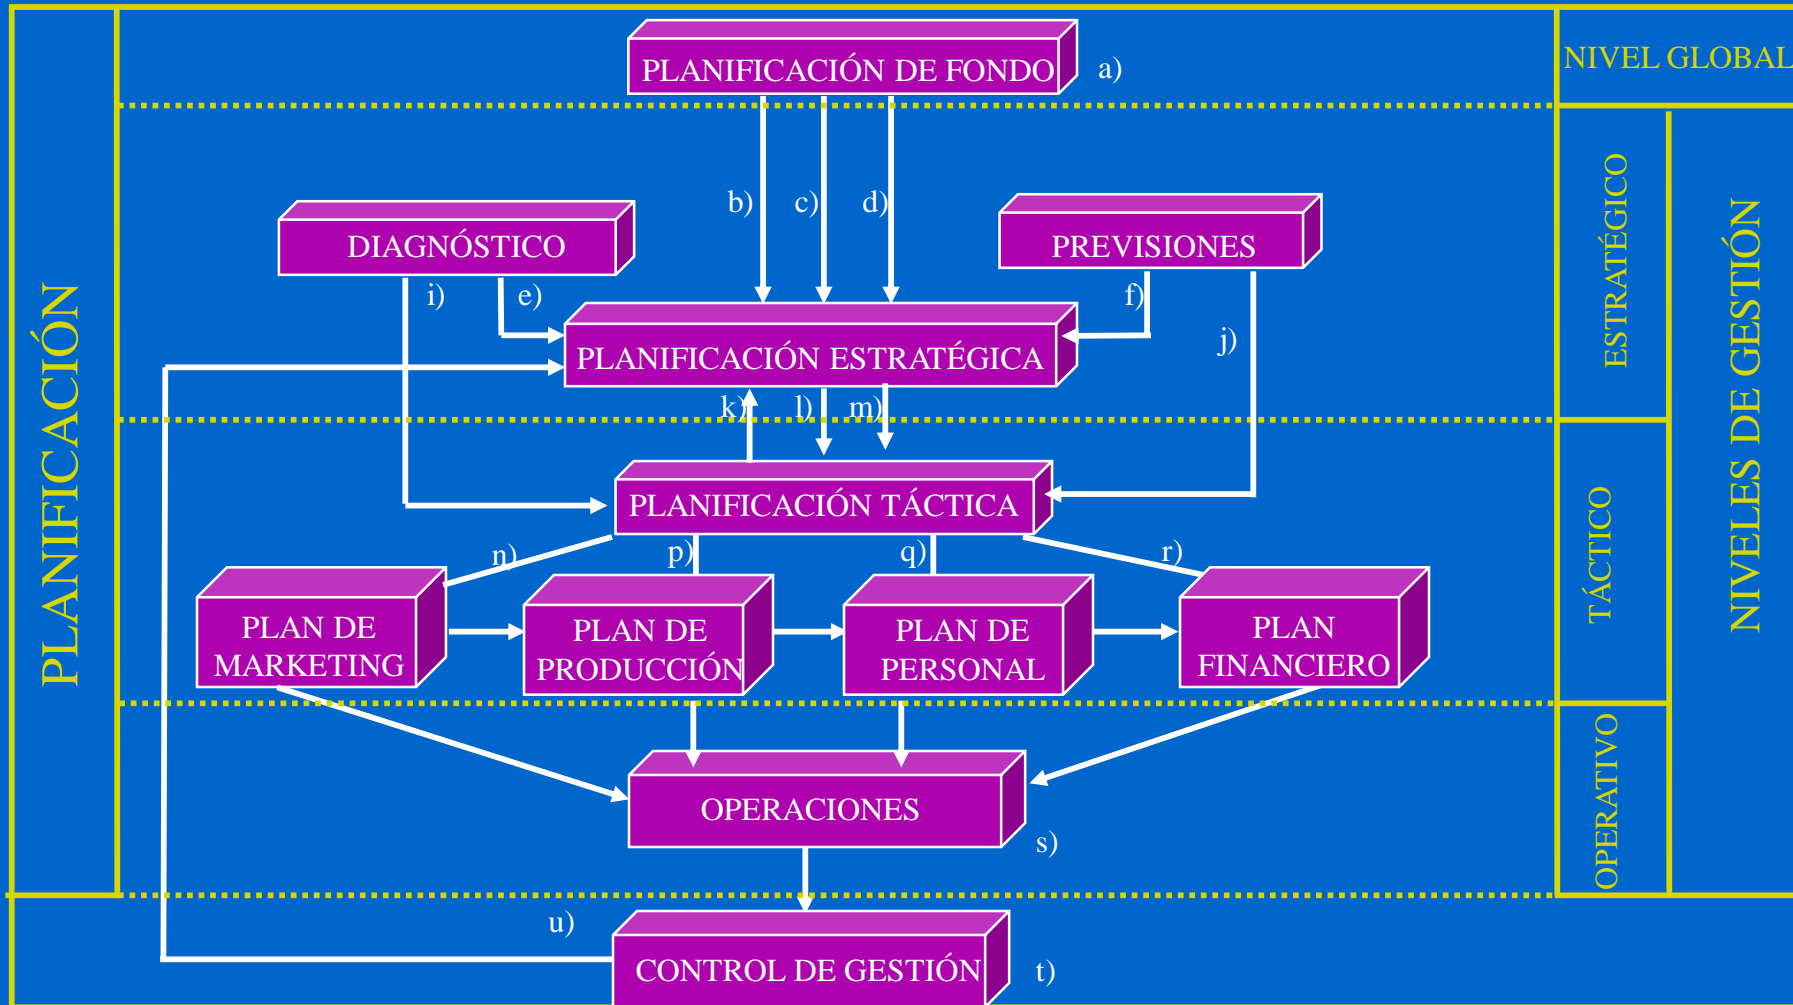 PLANIFICACIÓN DE FONDO
a)
NIVEL GLOBAL
b)
c)
d)
DIAGNÓSTICO
PREVISIONES
i)
e)
f)
j)
PLANIFICACIÓN ESTRATÉGICA
k)
l)
m)
PLANIFICACIÓN TÁCTICA
n)
p)
q)
r)
PLAN DE
MARKETING
PLAN DE
PRODUCCIÓN
PLAN DE
PERSONAL
PLAN
FINANCIERO
OPERACIONES
s)
u)
CONTROL DE GESTIÓN
t)
PLANIFICACIÓN
ESTRATÉGICO
TÁCTICO
OPERATIVO
NIVELES DE GESTIÓN